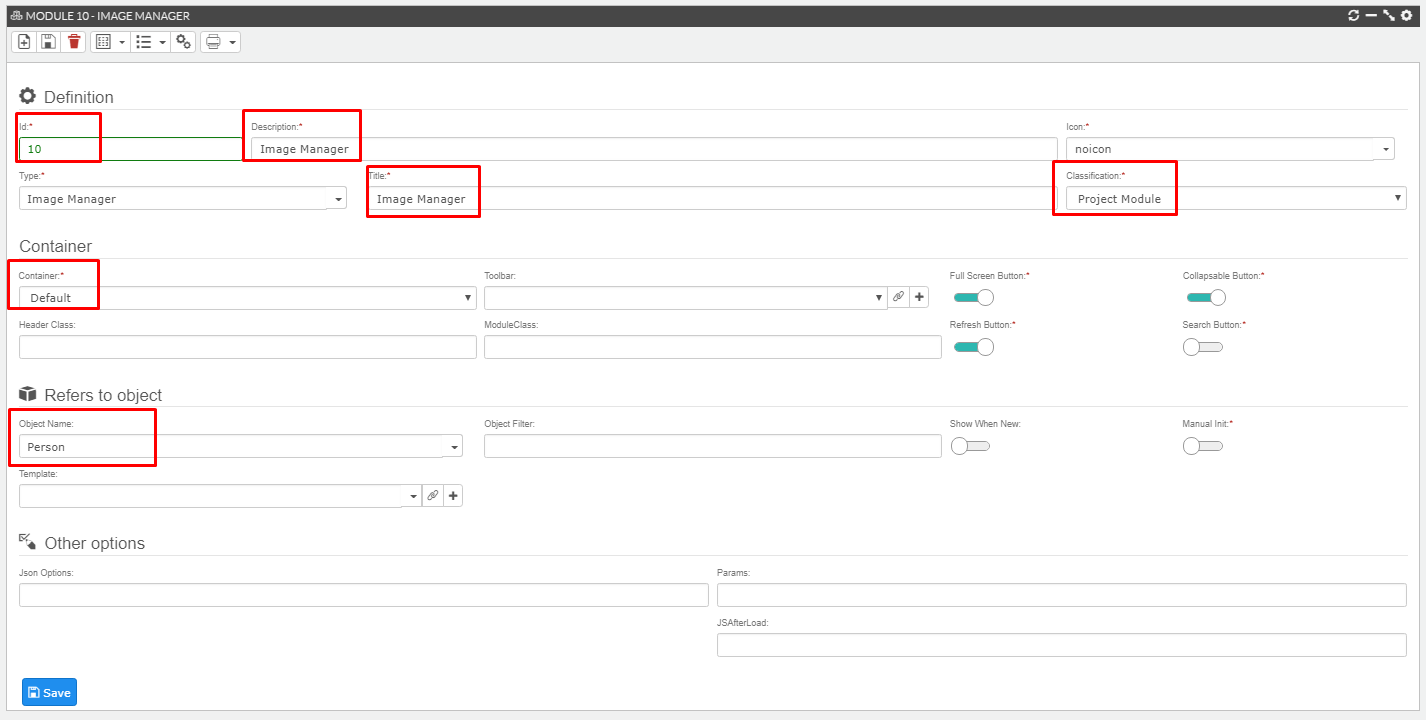 MODULE 10 - IMAGE MANAGER
Definition
Id:* Description:* Icon:*
10 Image Manager noicon
Type:* Title:* Classification:*
Image Manager Image Manager Project Module
Container
Container:* Toolbar: Full Screen Button:* Collapsable Button:*
Default
Header Class: ModuleClass: Refresh Button:* Search Button:*
Refers to object
Object Name: Object Filter: Show When New: Manual Init:*
Person
Template:
Other options
Json Options: Params:
JSAfterLoad:
Save